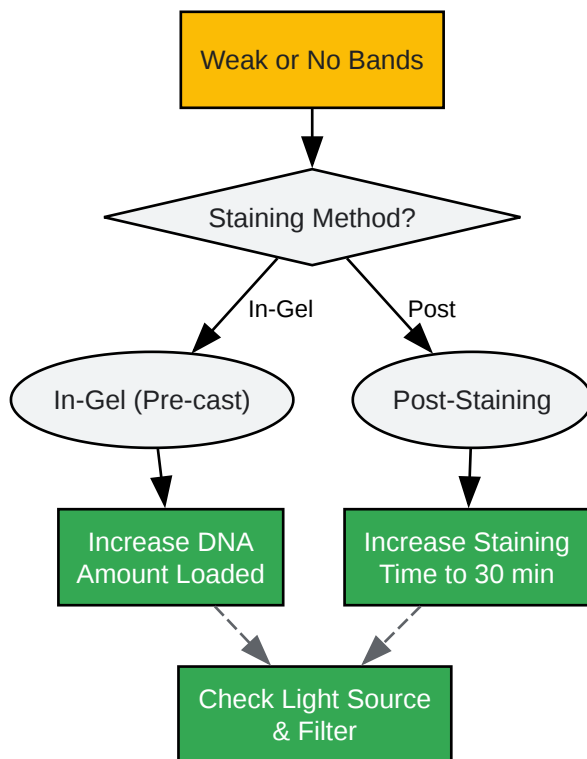 Weak or No Bands
Staining Method?
In-Gel
Post
In-Gel (Pre-cast)
Post-Staining
Increase DNA
Amount Loaded
Increase Staining
Time to 30 min
Check Light Source
& Filter